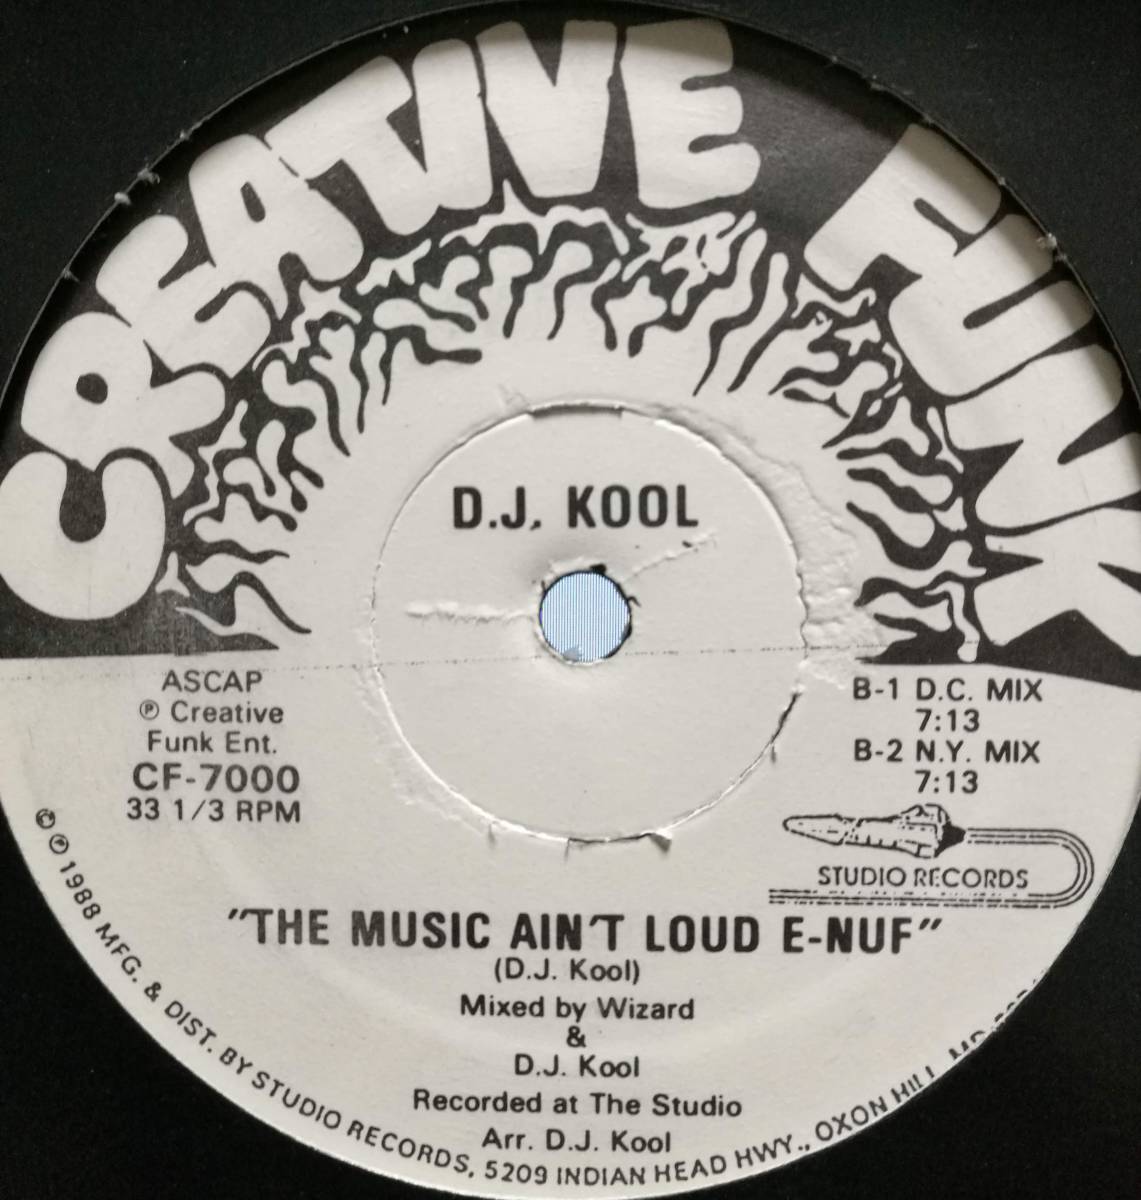 CREATIVE FUNK
D.J. KOOL
ASCAP
℗ Creative
Funk Ent.
CF-7000
33 1/3 RPM
B-1 D.C. MIX
7:13
B-2 N.Y. MIX
7:13
STUDIO RECORDS
"THE MUSIC AIN'T LOUD E-NUF"
(D.J. Kool)
Mixed by Wizard
&
D.J. Kool
Recorded at The Studio
Arr. D.J. Kool
© ℗ 1988 MFG. & DIST. BY STUDIO RECORDS, 5209 INDIAN HEAD HWY., OXON HILL, MD